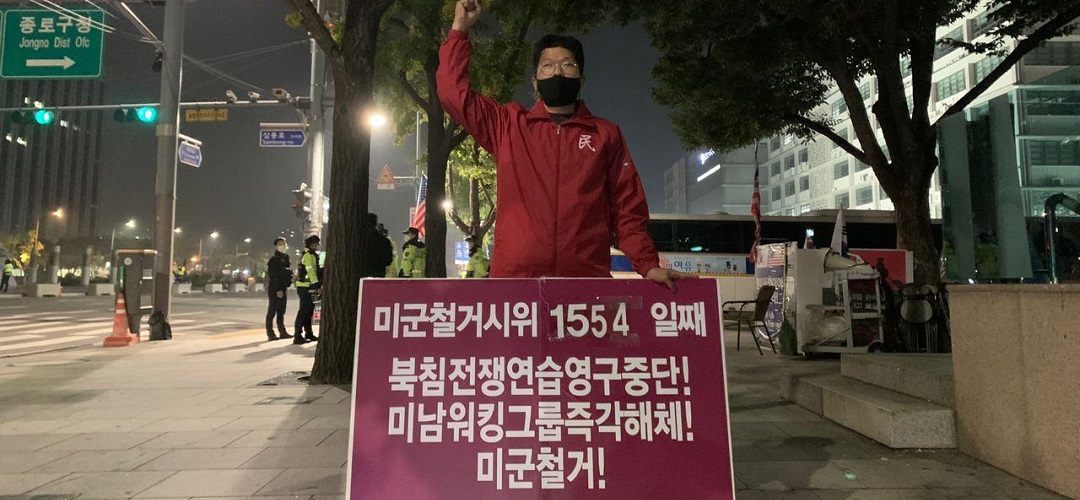 종로구청
Jongno Dist Ofc
삼봉로
Sambong-ro
民
미군철거시위 1554 일째
북침전쟁연습영구중단!
미남워킹그룹즉각해체!
미군철거!